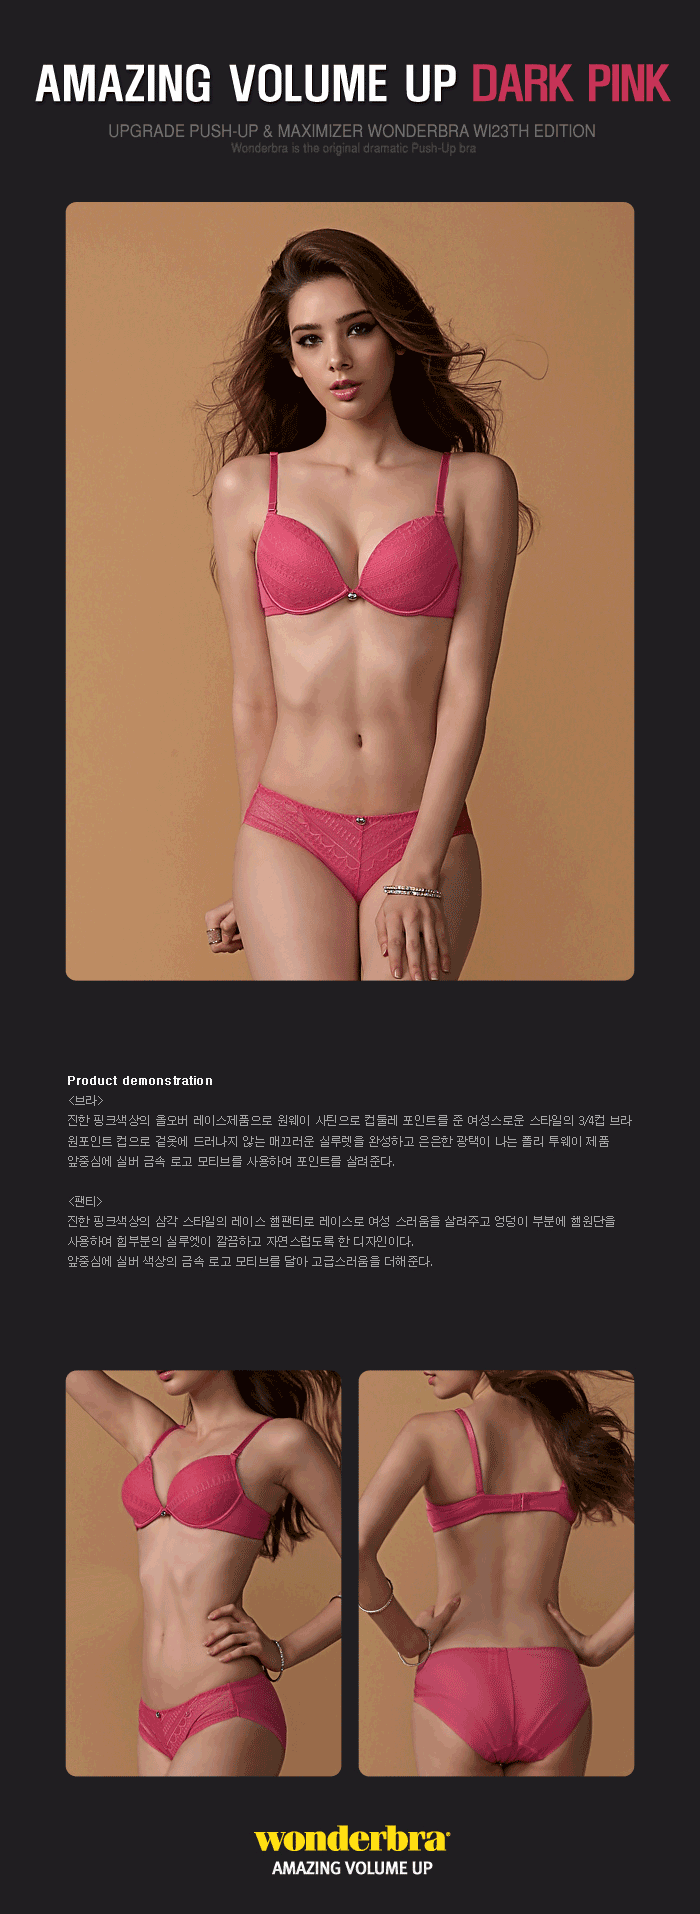 AMAZING VOLUME UP DARK PINK
UPGRADE PUSH-UP & MAXIMIZER WONDERBRA WI23TH EDITION
Wonderbra is the original dramatic Push-Up bra
Product demonstration
<브라>
진한 핑크색상의 올오버 레이스제품으로 원웨이 사틴으로 컵둘레 포인트를 준 여성스로운 스타일의 3/4컵 브라
원포인트 컵으로 겉옷에 드러나지 않는 매끄러운 실루렛을 완성하고 은은한 광택이 나는 폴리 투웨이 제품
앞중심에 실버 금속 로고 모티브를 사용하여 포인트를 살려준다.
<팬티>
진한 핑크색상의 삼각 스타일의 레이스 헴팬티로 레이스로 여성 스러움을 살려주고 엉덩이 부분에 헴원단을
사용하여 힙부분의 실루엣이 깔끔하고 자연스럽도록 한 디자인이다.
앞중심에 실버 색상의 금속 로고 모티브를 달아 고급스러움을 더해준다.
wonderbra
AMAZING VOLUME UP